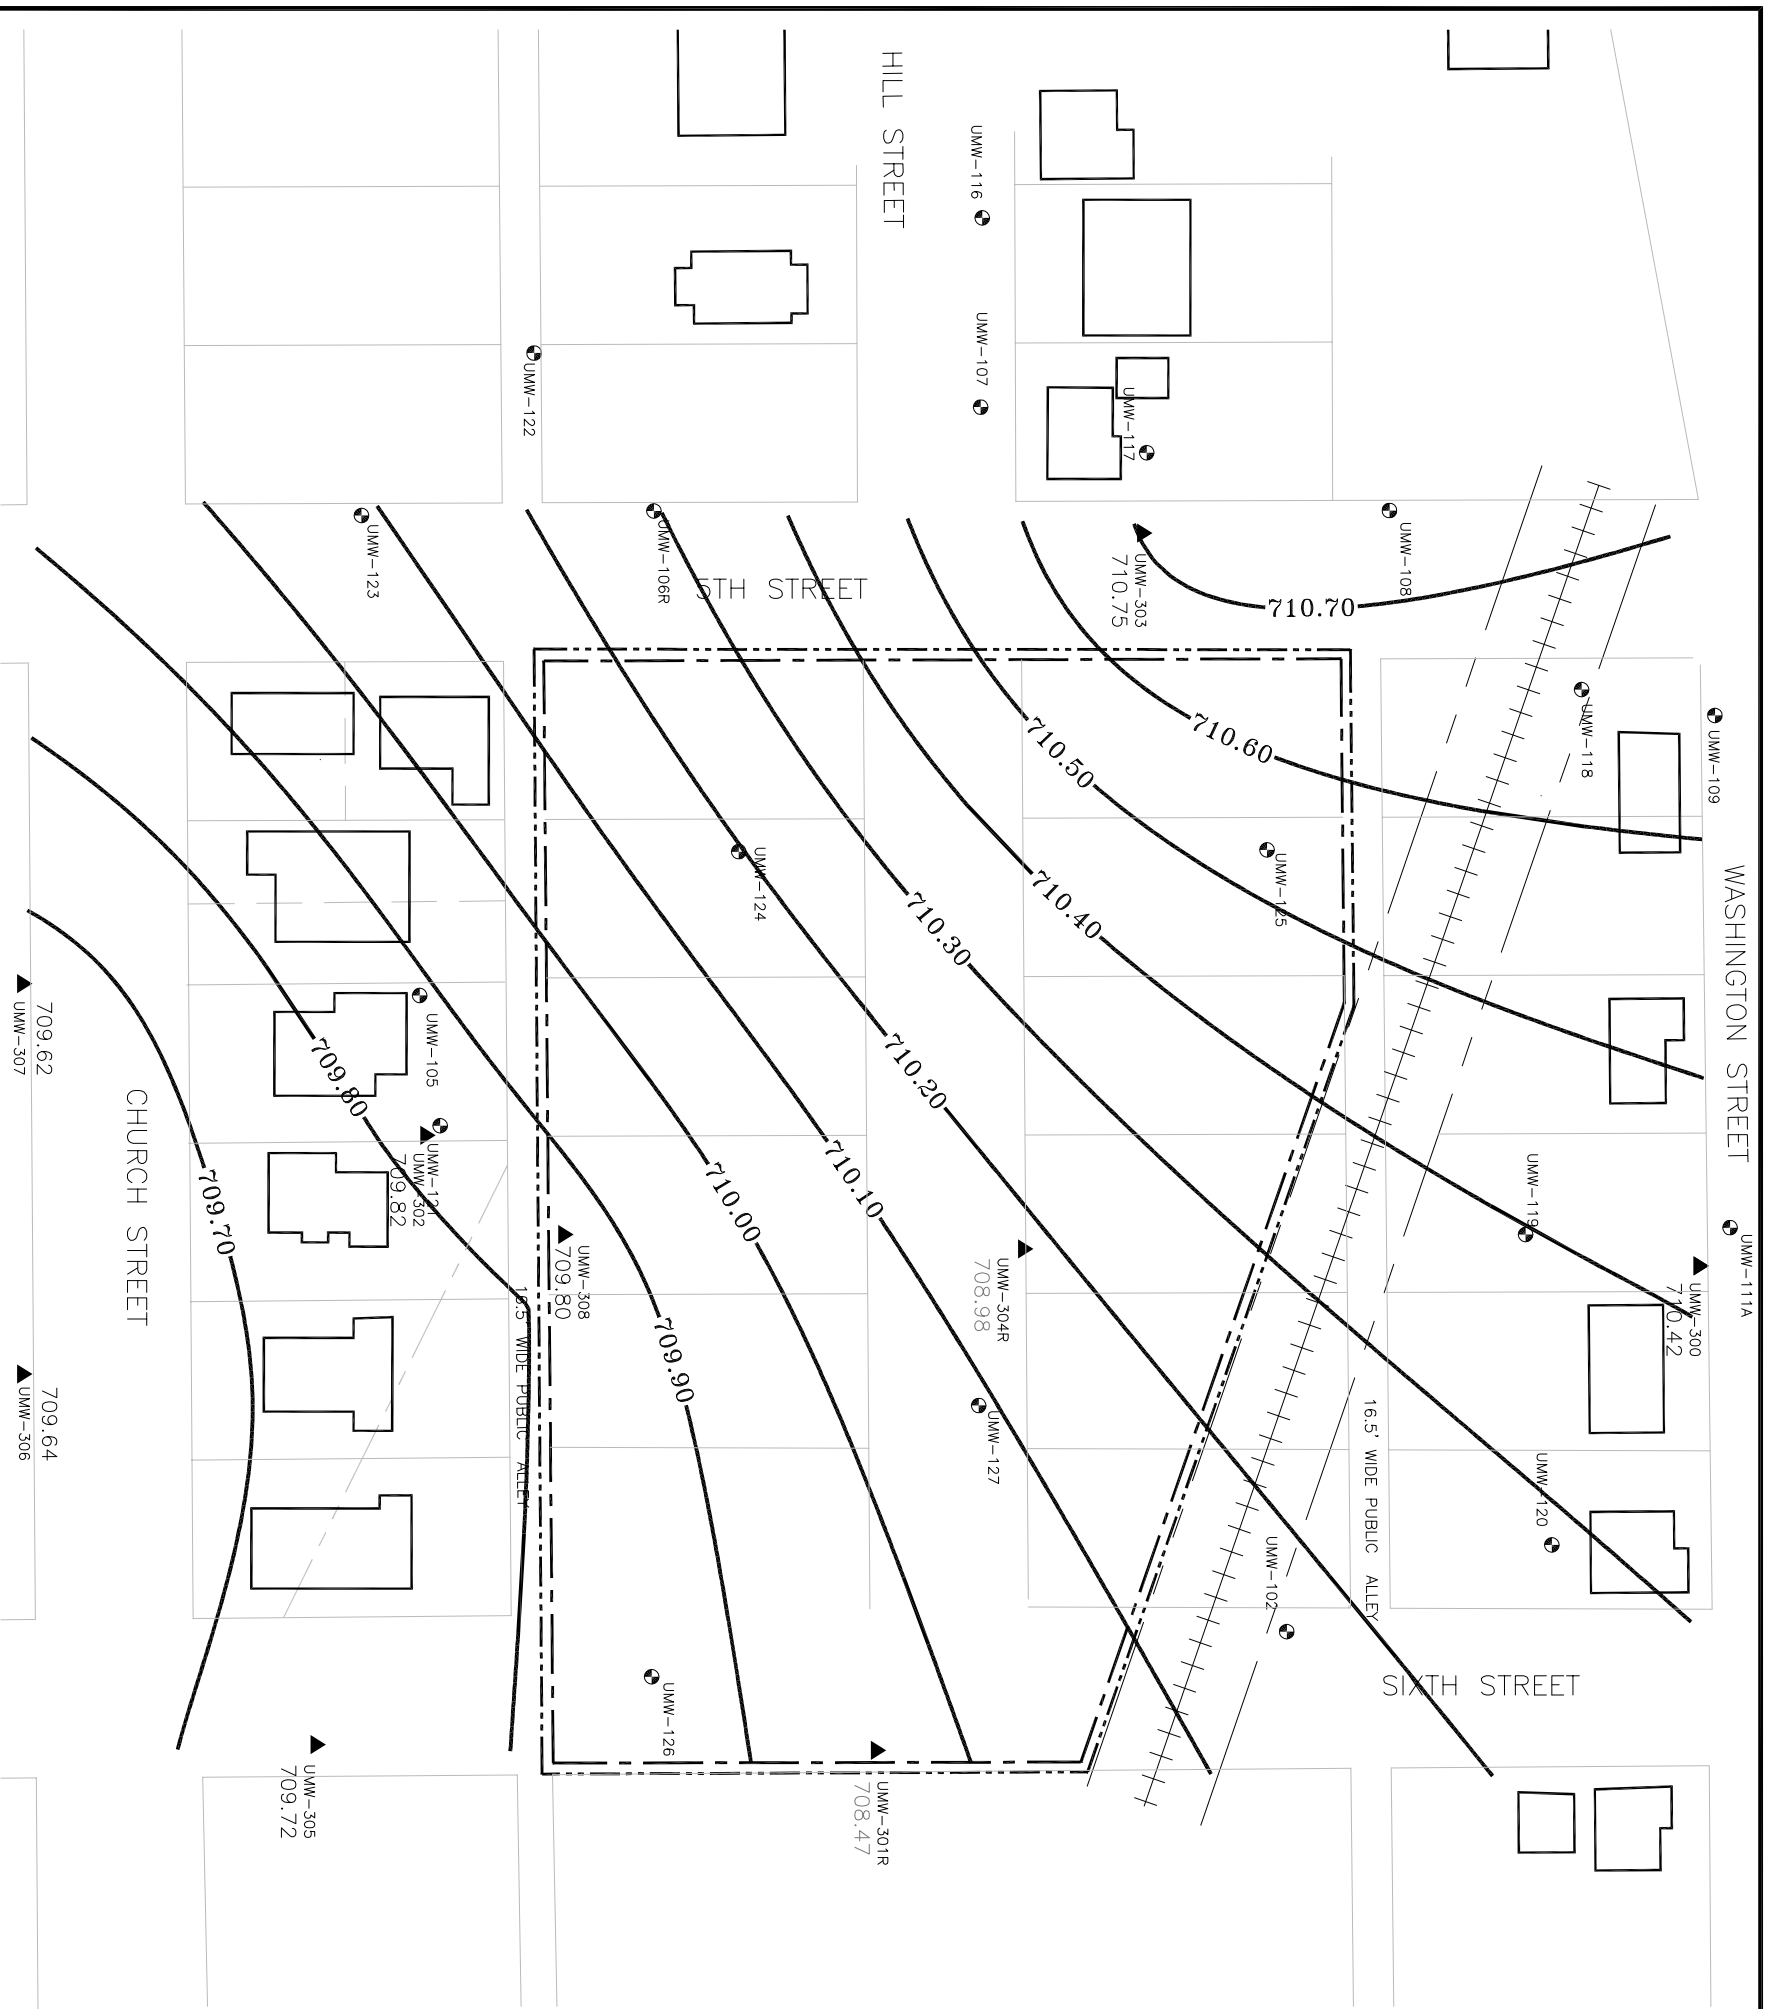 HILL STREET
UMW-116
UMW-107
UMW-117
UMW-122
UMW-123
UMW-106R
5TH STREET
UMW-303
710.75
UMW-108
710.70
UMW-118
UMW-109
710.60
710.50
UMW-124
UMW-125
710.40
710.30
WASHINGTON STREET
709.62
UMW-307
UMW-105
709.80
710.20
CHURCH STREET
UMW-121
UMW-302
709.82
709.70
710.10
710.00
UMW-119
UMW-111A
UMW-300
710.42
UMW-308
709.80
UMW-304R
708.98
16.5' WIDE PUBLIC ALLEY
709.90
709.64
UMW-306
UMW-127
16.5' WIDE PUBLIC ALLEY
UMW-120
UMW-102
SIXTH STREET
UMW-126
UMW-305
709.72
UMW-301R
708.47